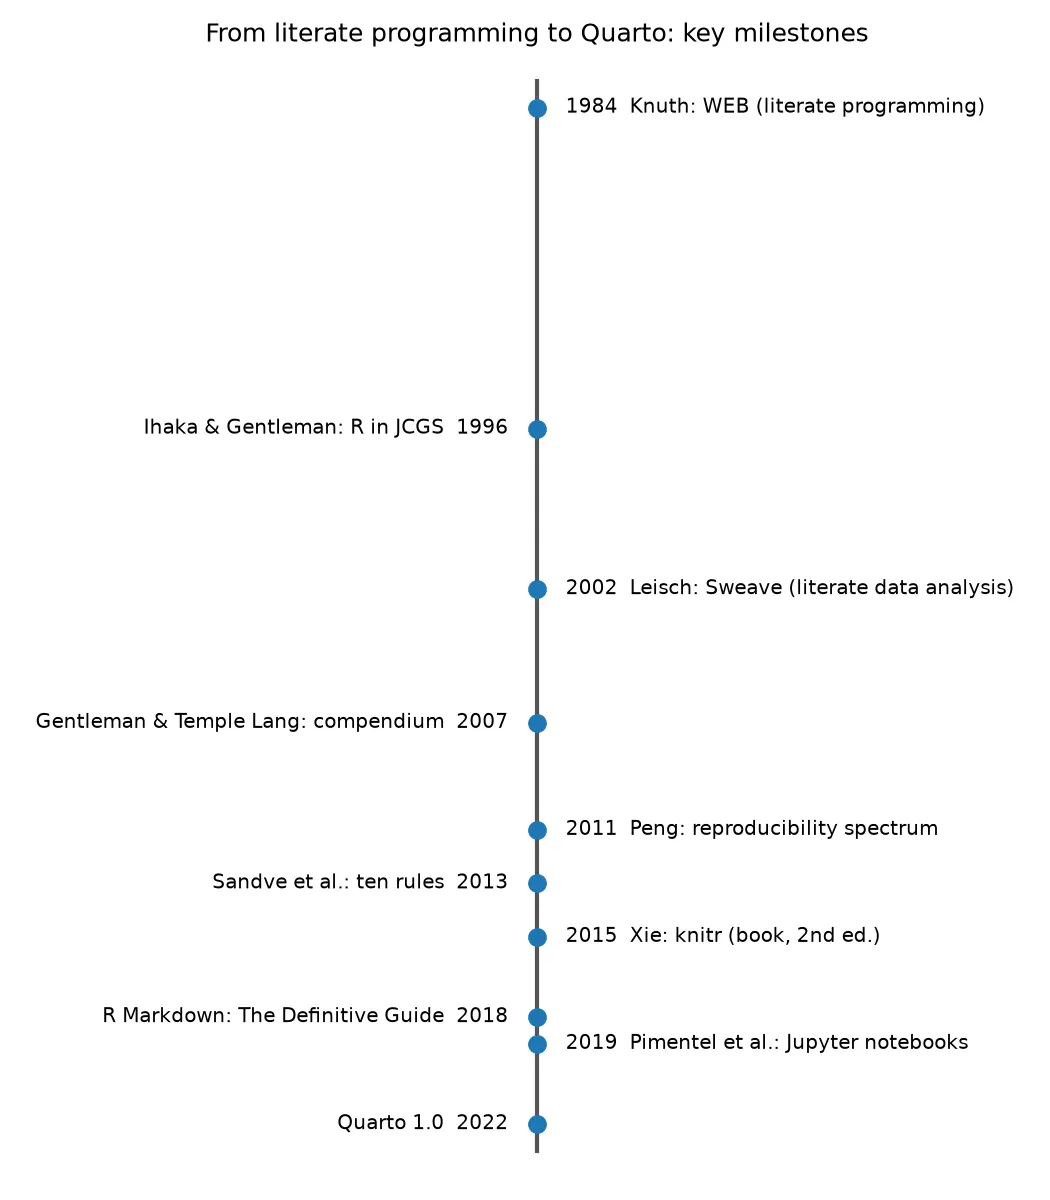 From literate programming to Quarto: key milestones
1984 Knuth: WEB (literate programming)
Ihaka & Gentleman: R in JCGS 1996
2002 Leisch: Sweave (literate data analysis)
Gentleman & Temple Lang: compendium 2007
2011 Peng: reproducibility spectrum
Sandve et al.: ten rules 2013
2015 Xie: knitr (book, 2nd ed.)
R Markdown: The Definitive Guide 2018
2019 Pimentel et al.: Jupyter notebooks
Quarto 1.0 2022